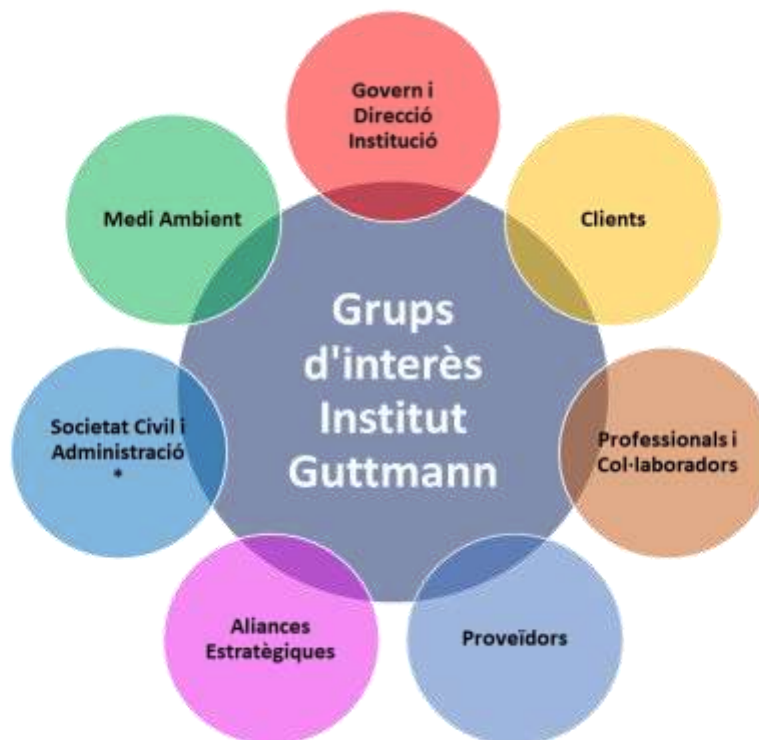 Govern i
Direcció
Institució
Clients
Professionals i
Col·laboradors
Proveïdors
Aliances
Estratègiques
Societat Civil i
Administració
*
Medi Ambient
Grups
d'interès
Institut
Guttmann